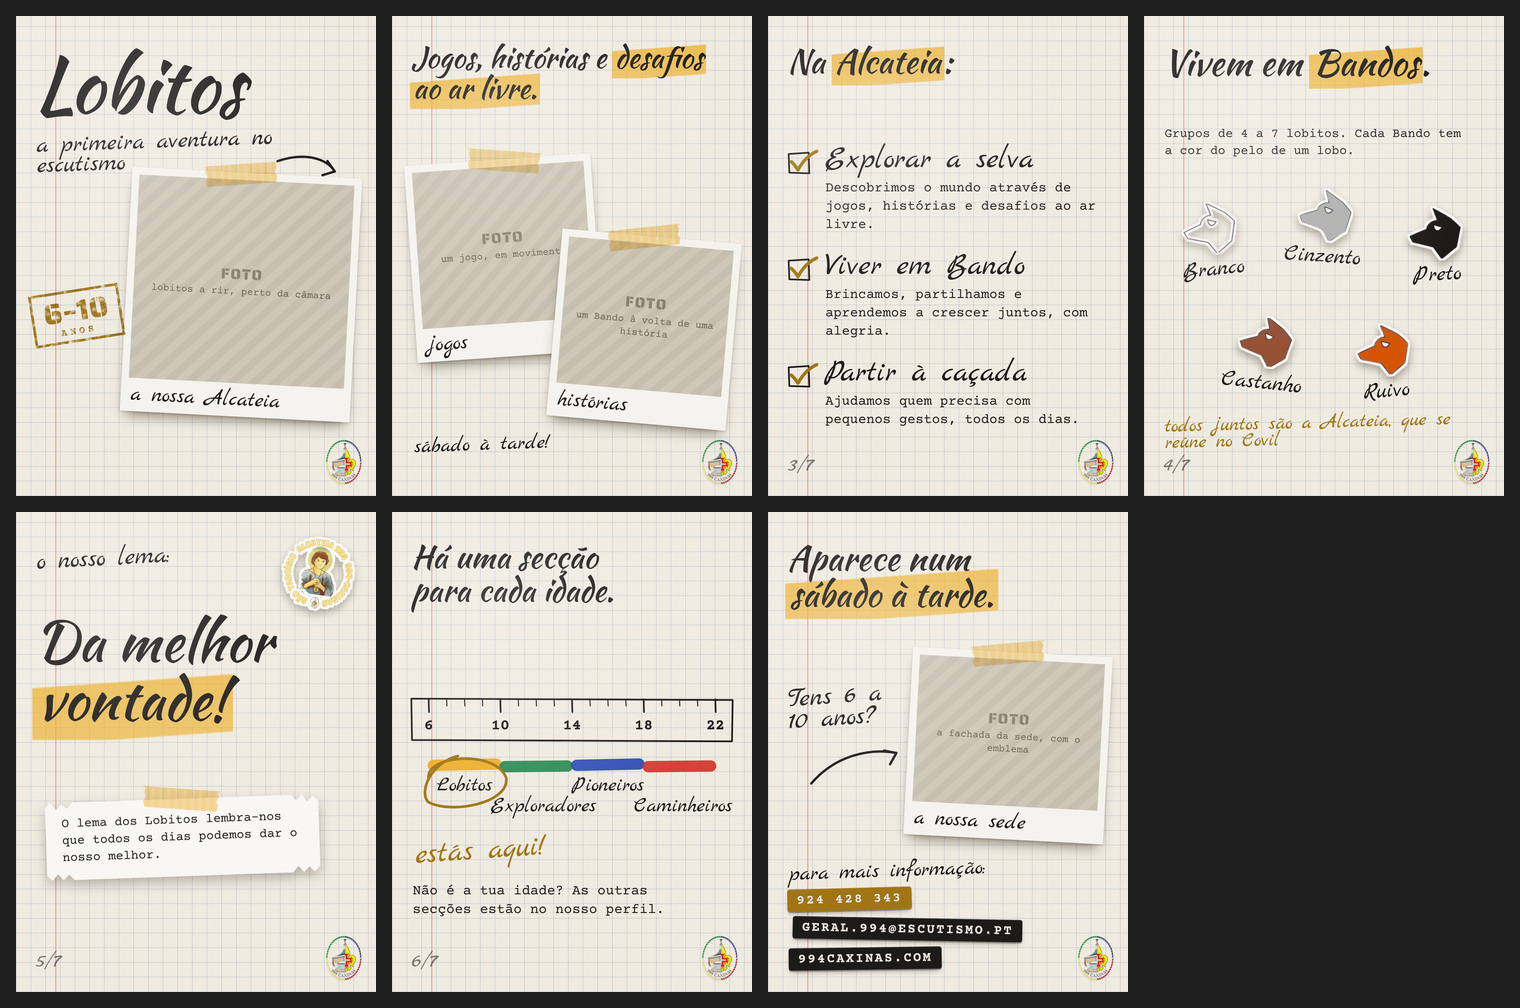 Lobitos
a primeira aventura no
escutismo
FOTO
lobitos a rir, perto da câmara
6-10
ANOS
a nossa Alcateia
Jogos, histórias e desafios
ao ar livre.
FOTO
um jogo, em moviment
jogos
FOTO
um Bando à volta de uma
história
histórias
sábado à tarde!
Na Alcateia:
Explorar a selva
Descobrimos o mundo através de
jogos, histórias e desafios ao ar
livre.
Viver em Bando
Brincamos, partilhamos e
aprendemos a crescer juntos, com
alegria.
Partir à caçada
Ajudamos quem precisa com
pequenos gestos, todos os dias.
3/7
Vivem em Bandos.
Grupos de 4 a 7 lobitos. Cada Bando tem
a cor do pelo de um lobo.
Branco
Cinzento
Preto
Castanho
Ruivo
todos juntos são a Alcateia, que se
reúne no Covil
4/7
o nosso lema:
Da melhor
vontade!
O lema dos Lobitos lembra-nos
que todos os dias podemos dar o
nosso melhor.
5/7
Há uma secção
para cada idade.
6 10 14 18 22
Lobitos
Pioneiros
Exploradores
Caminheiros
estás aqui!
Não é a tua idade? As outras
secções estão no nosso perfil.
6/7
Aparece num
sábado à tarde.
Tens 6 a
10 anos?
FOTO
a fachada da sede, com o
emblema
a nossa sede
para mais informação:
924 428 343
GERAL.994@ESCUTISMO.PT
994CAXINAS.COM